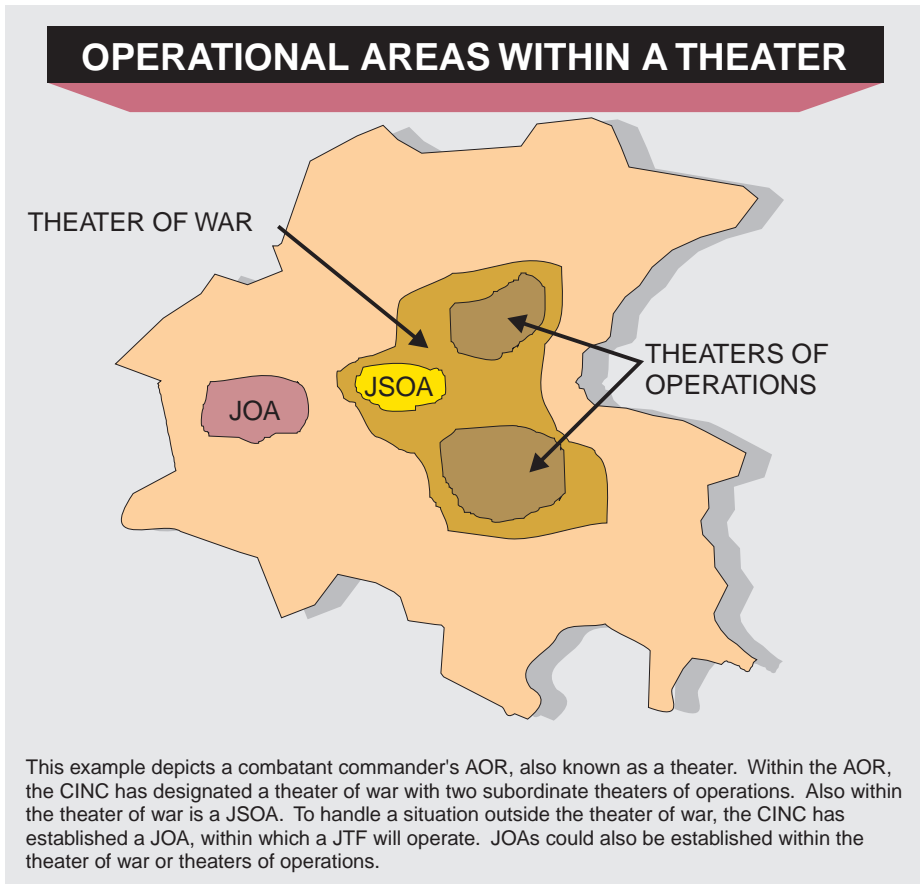 OPERATIONAL AREAS WITHIN A THEATER
THEATER OF WAR
THEATERS OF
OPERATIONS
JSOA
JOA
This example depicts a combatant commander's AOR, also known as a theater. Within the AOR,
the CINC has designated a theater of war with two subordinate theaters of operations. Also within
the theater of war is a JSOA. To handle a situation outside the theater of war, the CINC has
established a JOA, within which a JTF will operate. JOAs could also be established within the
theater of war or theaters of operations.